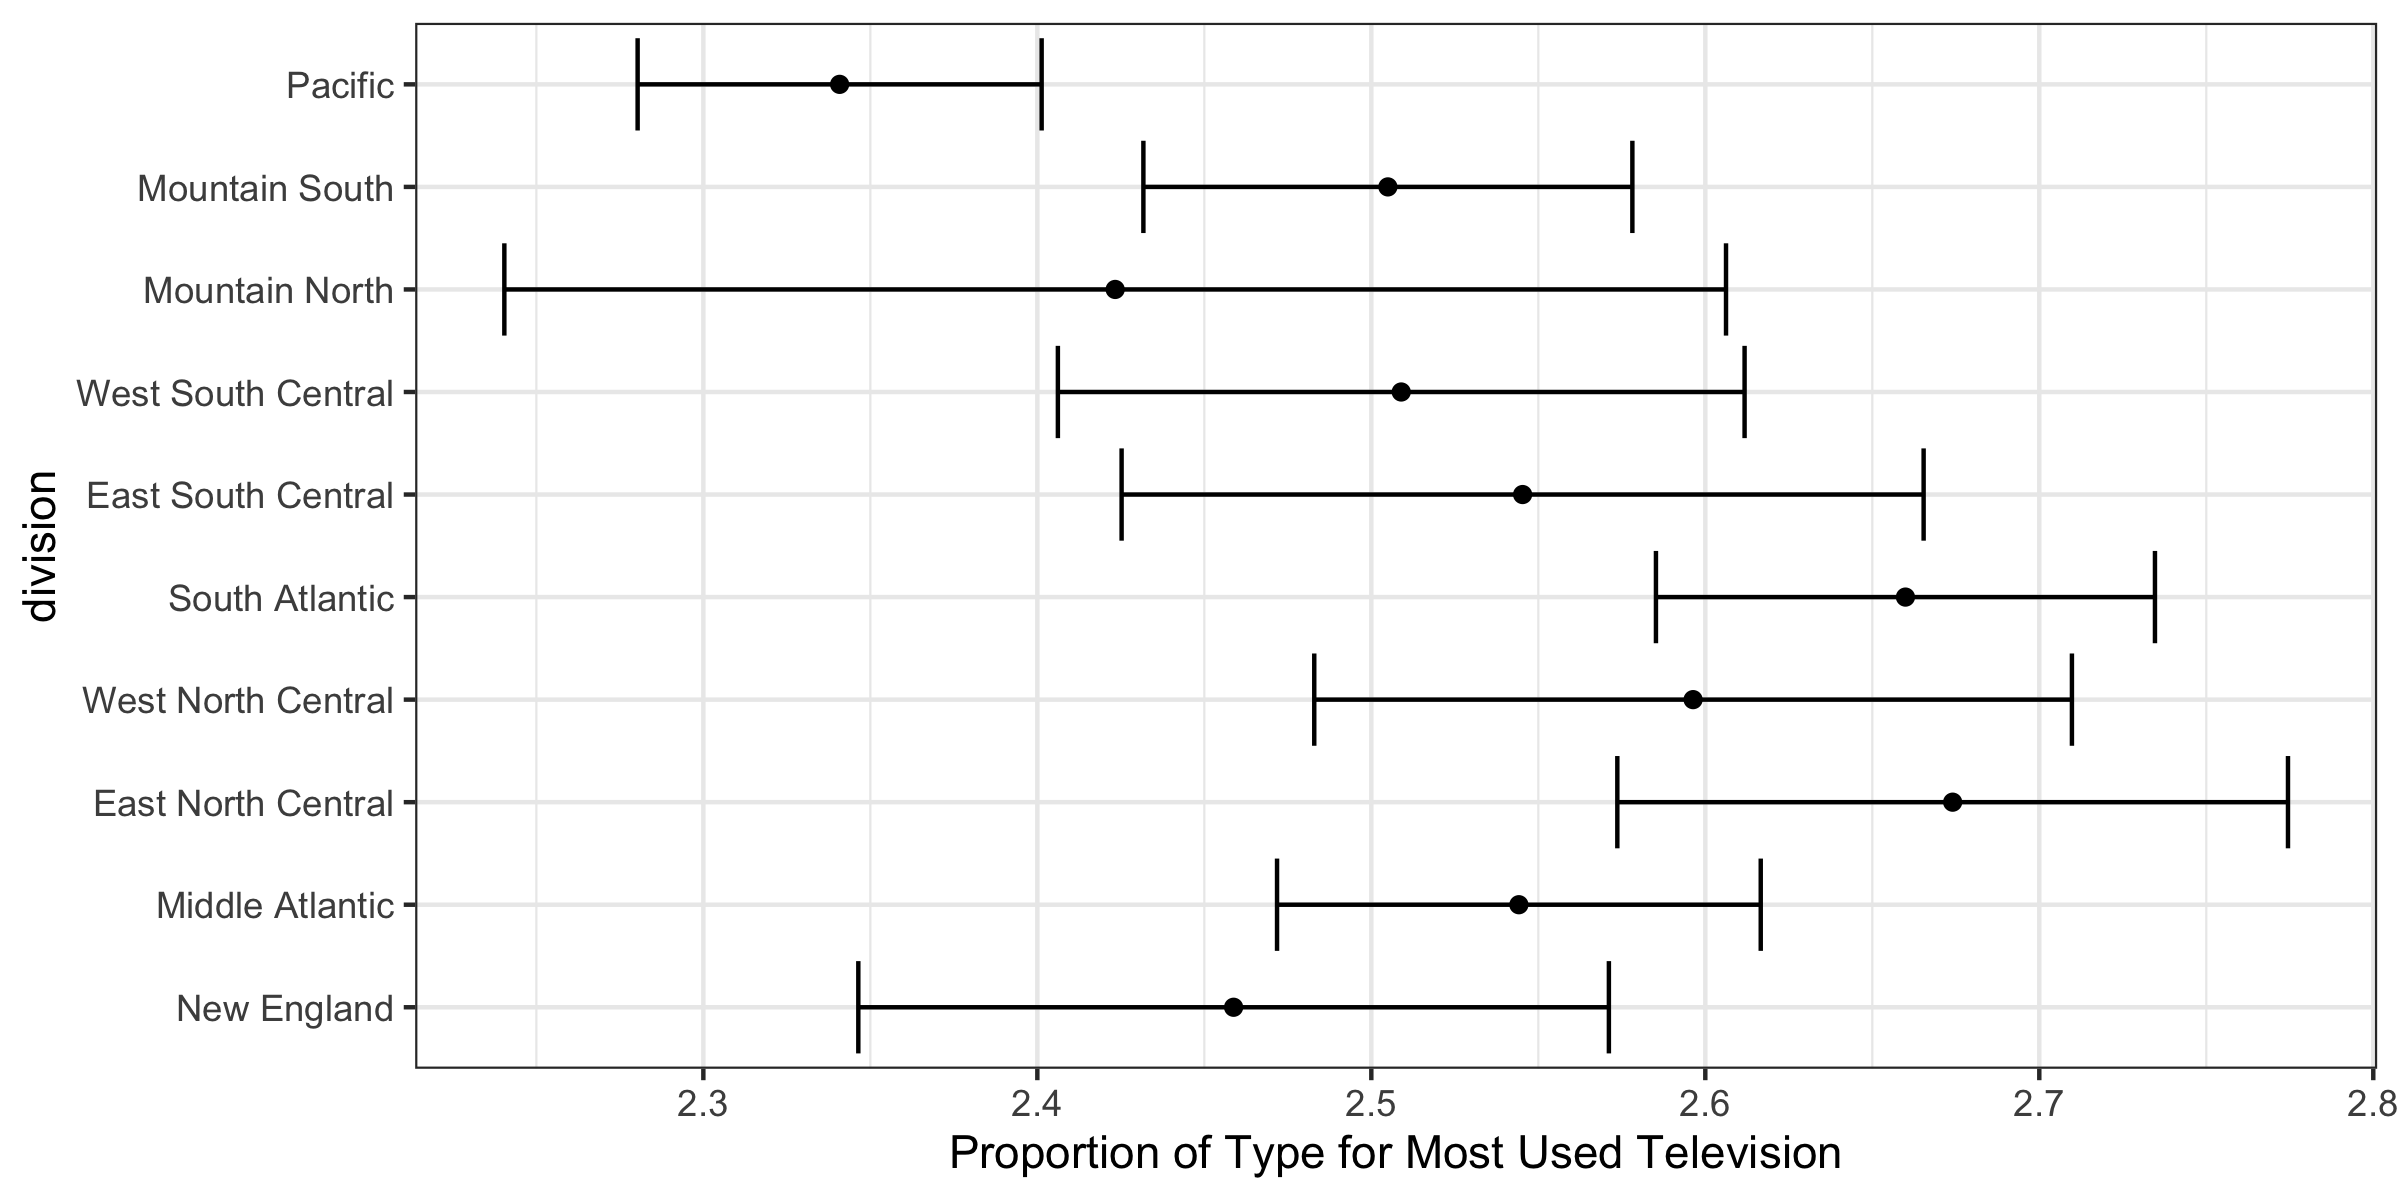 Pacific
Mountain South
Mountain North
West South Central
East South Central
South Atlantic
West North Central
East North Central
Middle Atlantic
New England
division
2.3 2.4 2.5 2.6 2.7 2.8
Proportion of Type for Most Used Television